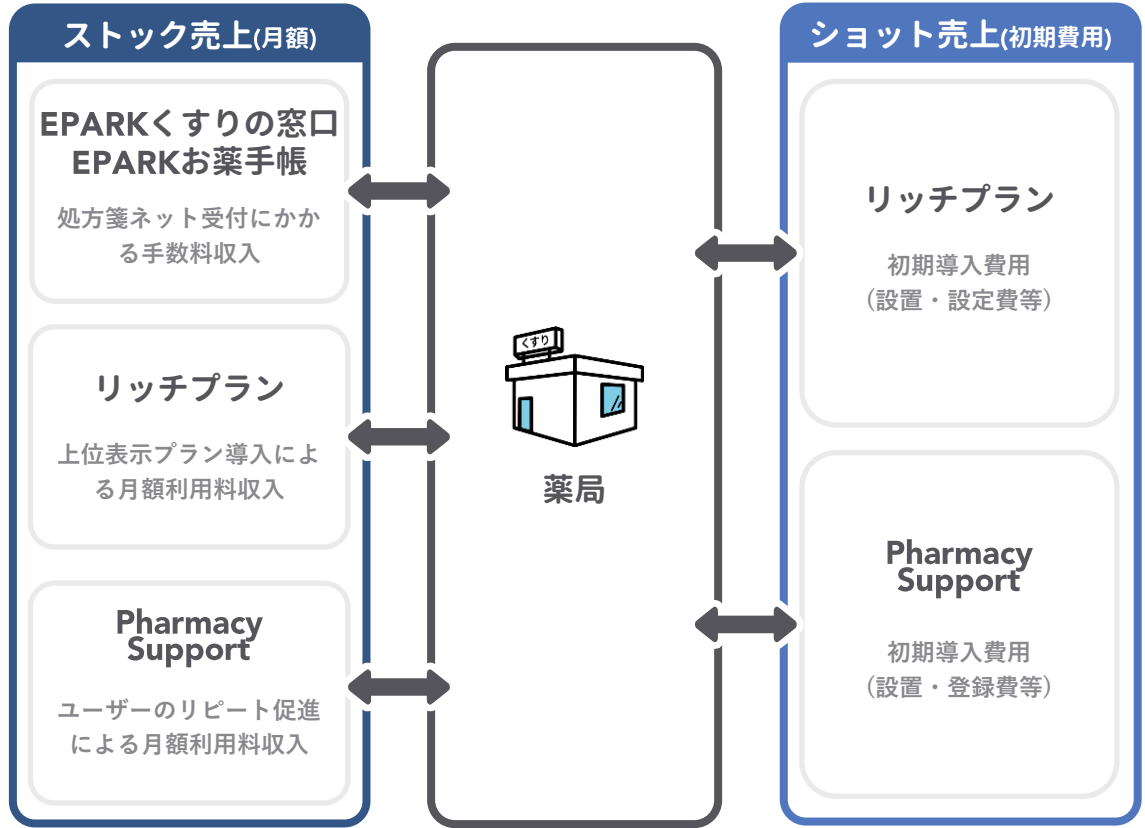 ストック売上(月額)
EPARKくすりの窓口
EPARKお薬手帳
処方箋ネット受付にかか
る手数料収入
リッチプラン
上位表示プラン導入によ
る月額利用料収入
Pharmacy
Support
ユーザーのリピート促進
による月額利用料収入
くすり
薬局
ショット売上(初期費用)
リッチプラン
初期導入費用
（設置・設定費等）
Pharmacy
Support
初期導入費用
（設置・登録費等）